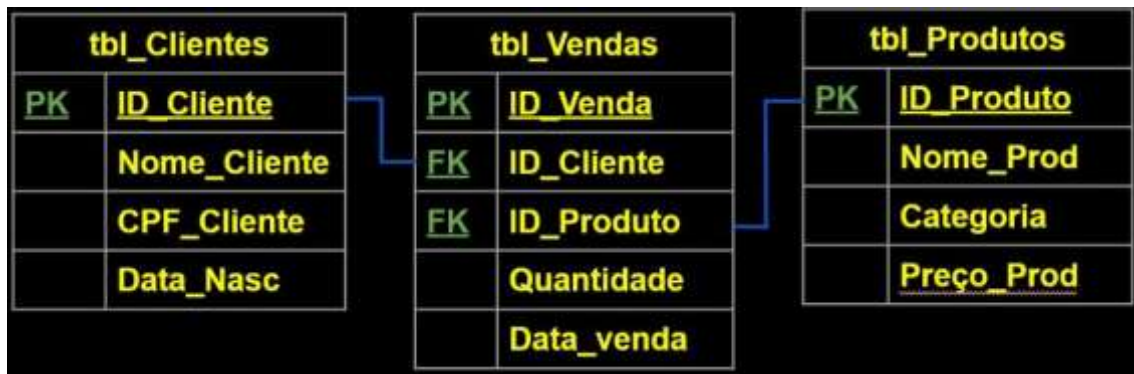 tbl_Clientes
PK ID_Cliente
Nome_Cliente
CPF_Cliente
Data_Nasc
tbl_Vendas
PK ID_Venda
FK ID_Cliente
FK ID_Produto
Quantidade
Data_venda
tbl_Produtos
PK ID_Produto
Nome_Prod
Categoria
Preço_Prod